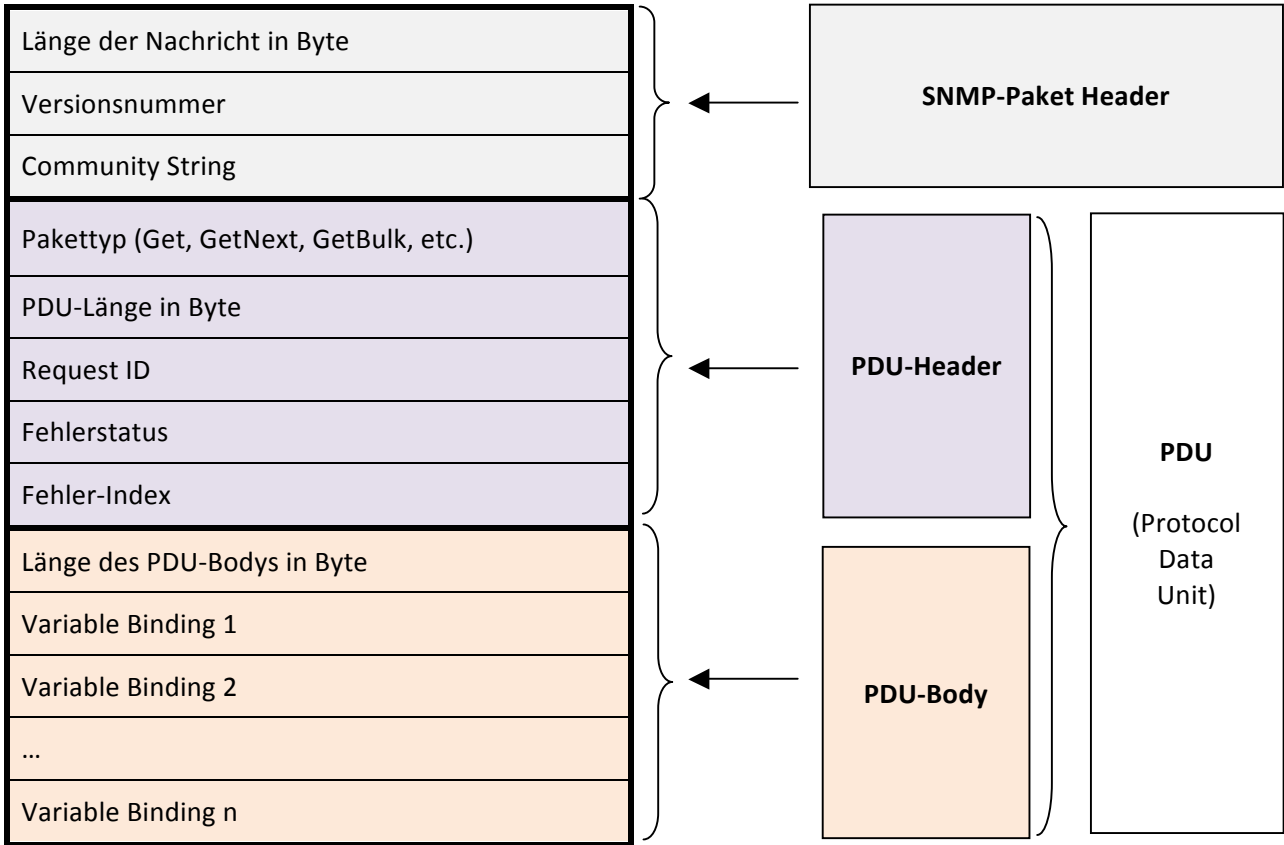 Länge der Nachricht in Byte
Versionsnummer
Community String
SNMP-Paket Header
Pakettyp (Get, GetNext, GetBulk, etc.)
PDU-Länge in Byte
Request ID
Fehlerstatus
Fehler-Index
PDU-Header
Länge des PDU-Bodys in Byte
Variable Binding 1
Variable Binding 2
…
Variable Binding n
PDU-Body
PDU
(Protocol
Data
Unit)